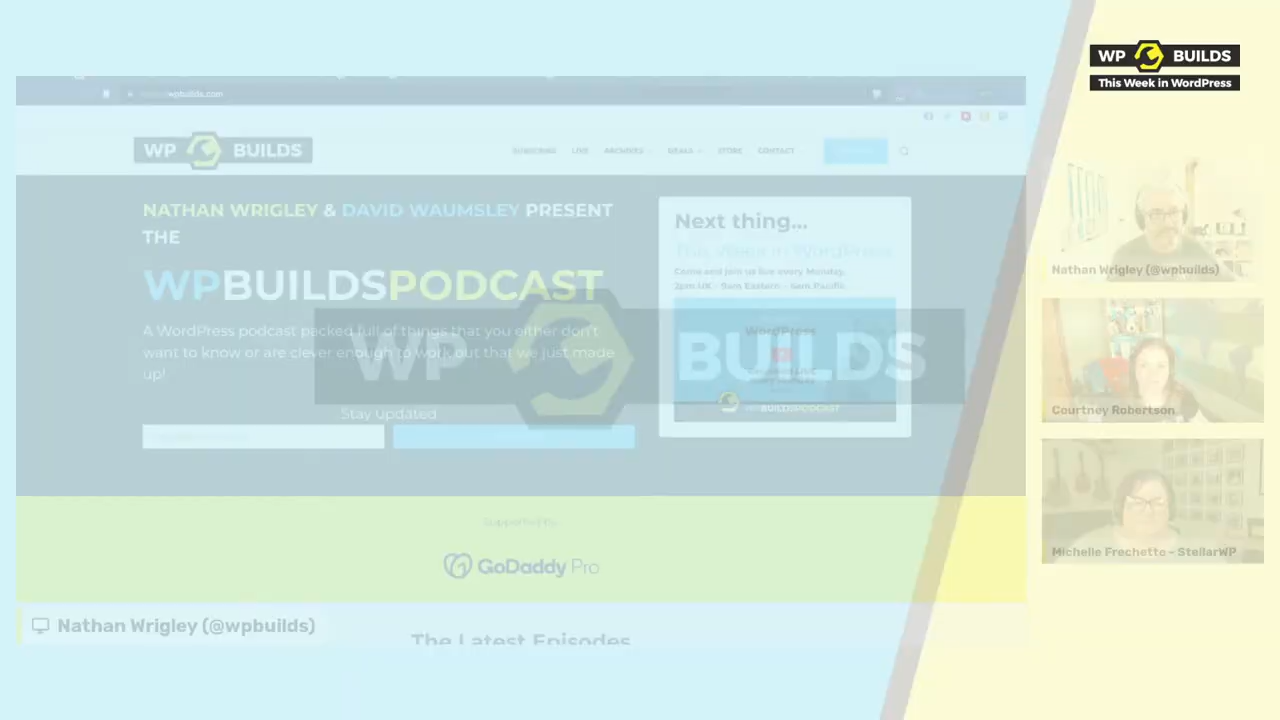 WP BUILDS
This Week in WordPress
wpbuilds.com
WP BUILDS
SUBSCRIBE LIVE ARCHIVES DEALS STORE CONTACT
NATHAN WRIGLEY & DAVID WAUMSLEY PRESENT
THE
WPBUILDSPODCAST
A WordPress podcast packed full of things that you either don't
want to know or are clever enough to work out that we just made
up!
Stay updated
Next thing...
This Week in WordPress
Come and join us live every Monday.
2pm UK - 9am Eastern - 6am Pacific
WordPress
WPBUILDSPODCAST
WP BUILDS
Supported by...
GoDaddy Pro
The Latest Episodes
Nathan Wrigley (@wpbuilds)
Nathan Wrigley (@wpbuilds)
Courtney Robertson
Michelle Frechette - StellarWP